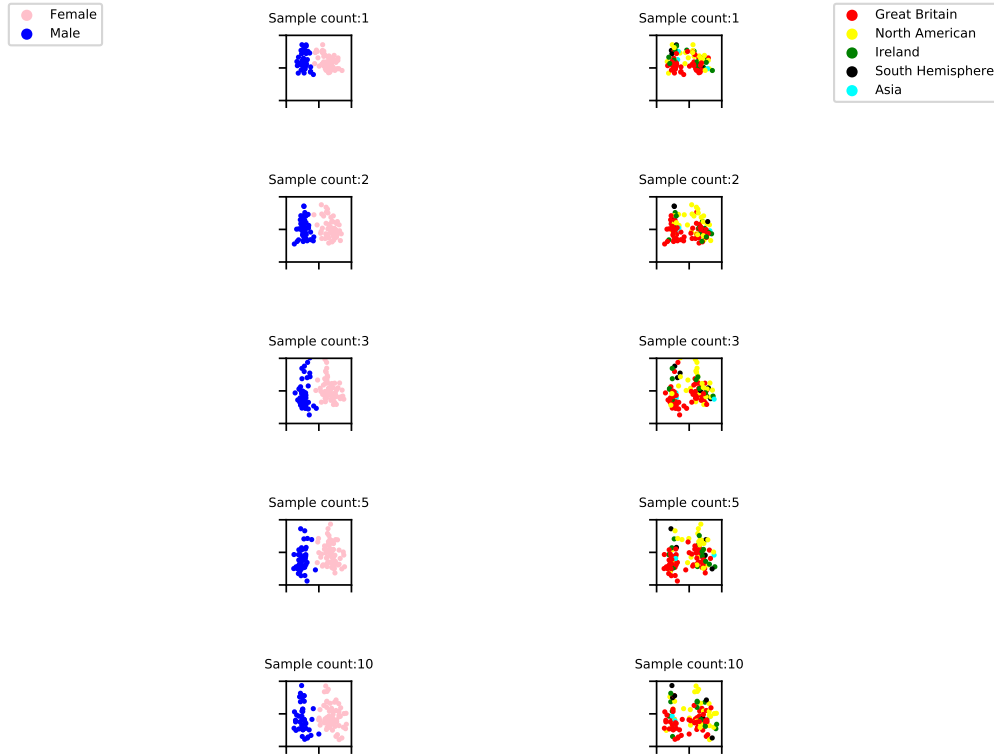 Female
Male
Sample count:1
Sample count:1
Great Britain
North American
Ireland
South Hemisphere
Asia
Sample count:2
Sample count:2
Sample count:3
Sample count:3
Sample count:5
Sample count:5
Sample count:10
Sample count:10